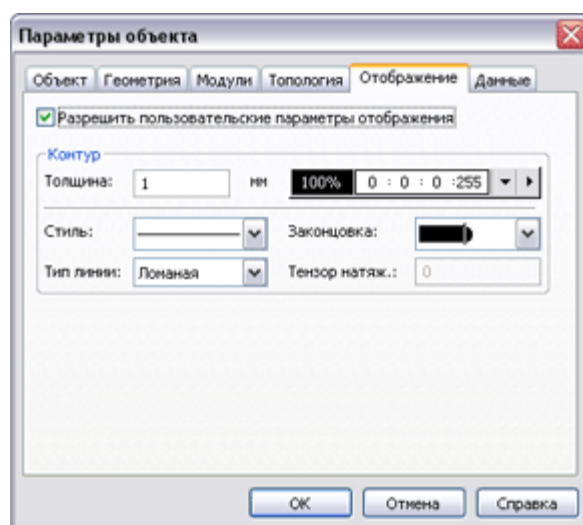 Параметры объекта
Объект Геометрия Модули Топология Отображение Данные
Разрешить пользовательские параметры отображения
Контур
Толщина: 1 мм 100% 0 : 0 : 0 :255
Стиль: Законцовка:
Тип линии: Ломаная Тензор натяж.: 0
ОК Отмена Справка